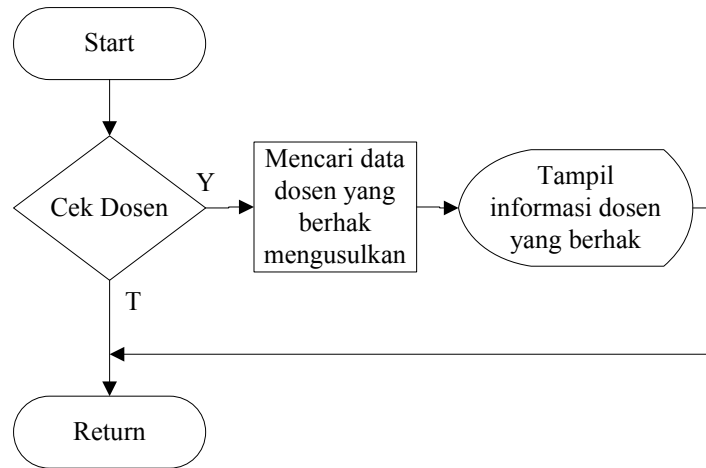 Start
Cek Dosen
Y
T
Mencari data
dosen yang
berhak
mengusulkan
Tampil
informasi dosen
yang berhak
Return